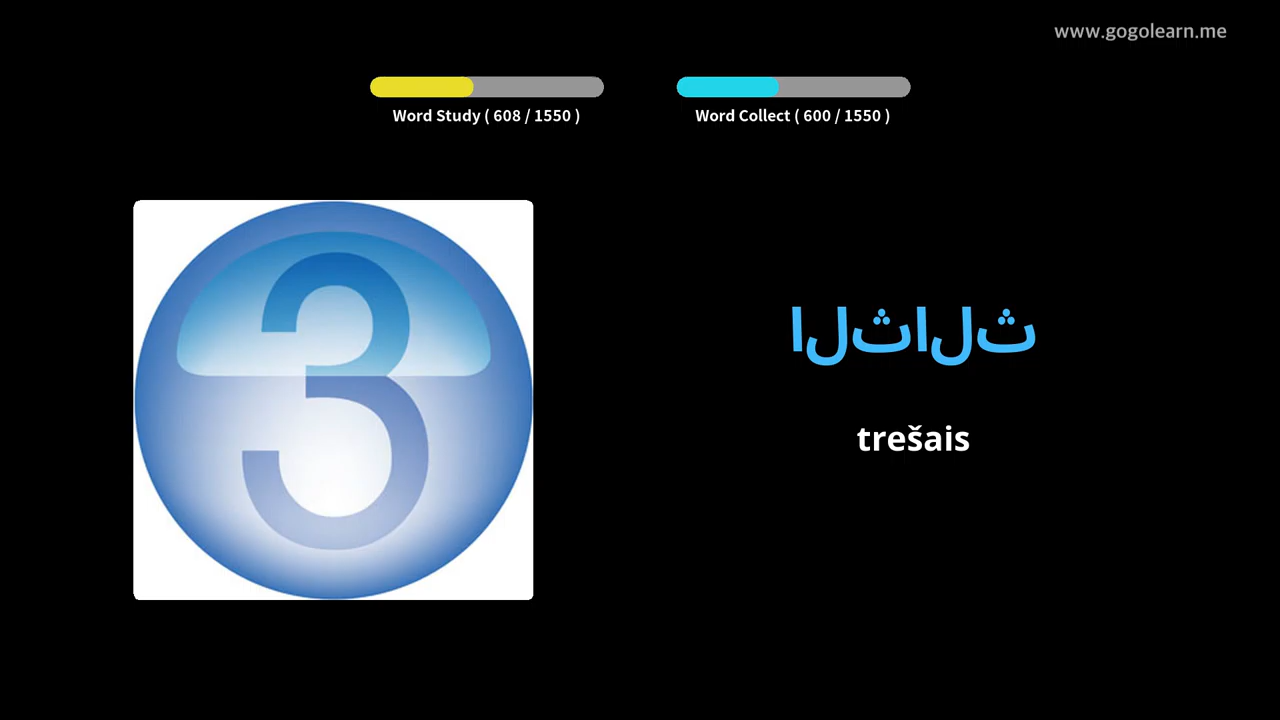 www.gogolearn.me
Word Study ( 608 / 1550 )
Word Collect ( 600 / 1550 )
3
الثالث
trešais